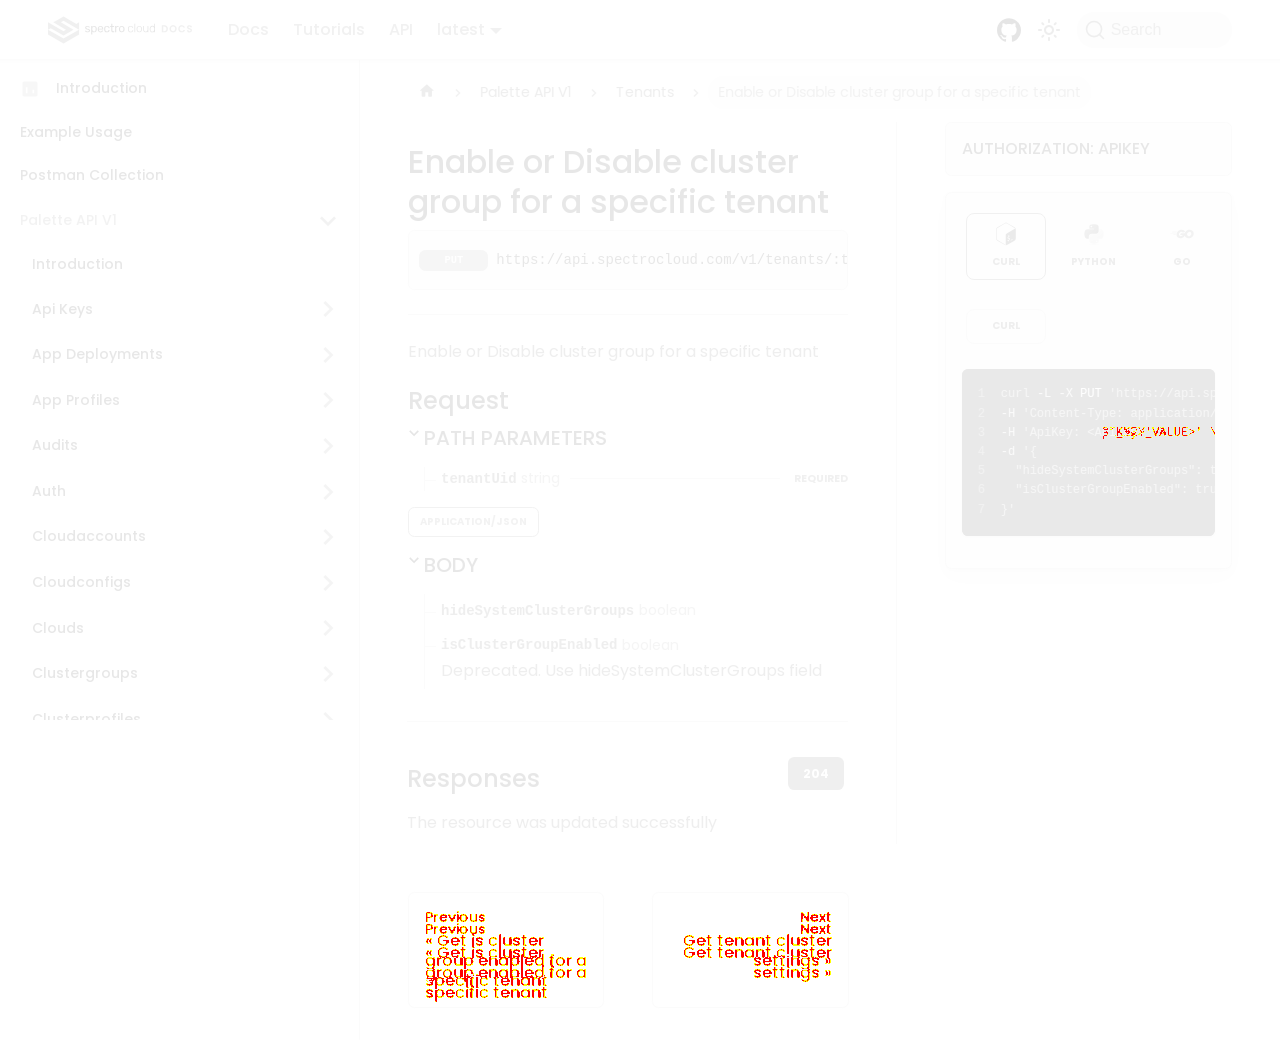 spectro cloud DOCS
Docs Tutorials API latest
Search
Introduction
Example Usage
Postman Collection
Palette API V1
Introduction
Api Keys
App Deployments
App Profiles
Audits
Auth
Cloudaccounts
Cloudconfigs
Clouds
Clustergroups
Clusterprofiles
Palette API V1 Tenants Enable or Disable cluster group for a specific tenant
Enable or Disable cluster
group for a specific tenant
PUT https://api.spectrocloud.com/v1/tenants/:t
Enable or Disable cluster group for a specific tenant
Request
PATH PARAMETERS
tenantUid string REQUIRED
APPLICATION/JSON
BODY
hideSystemClusterGroups boolean
isClusterGroupEnabled boolean
Deprecated. Use hideSystemClusterGroups field
Responses
204
The resource was updated successfully
Previous
« Get is cluster
group enabled for a
specific tenant
Next
Get tenant cluster
settings »
AUTHORIZATION: APIKEY
CURL PYTHON GO
CURL
1 curl -L -X PUT 'https://api.sp
2 -H 'Content-Type: application/
3 -H 'ApiKey:
4 -d '{
5 "hideSystemClusterGroups": t
6 "isClusterGroupEnabled": tru
7 }'